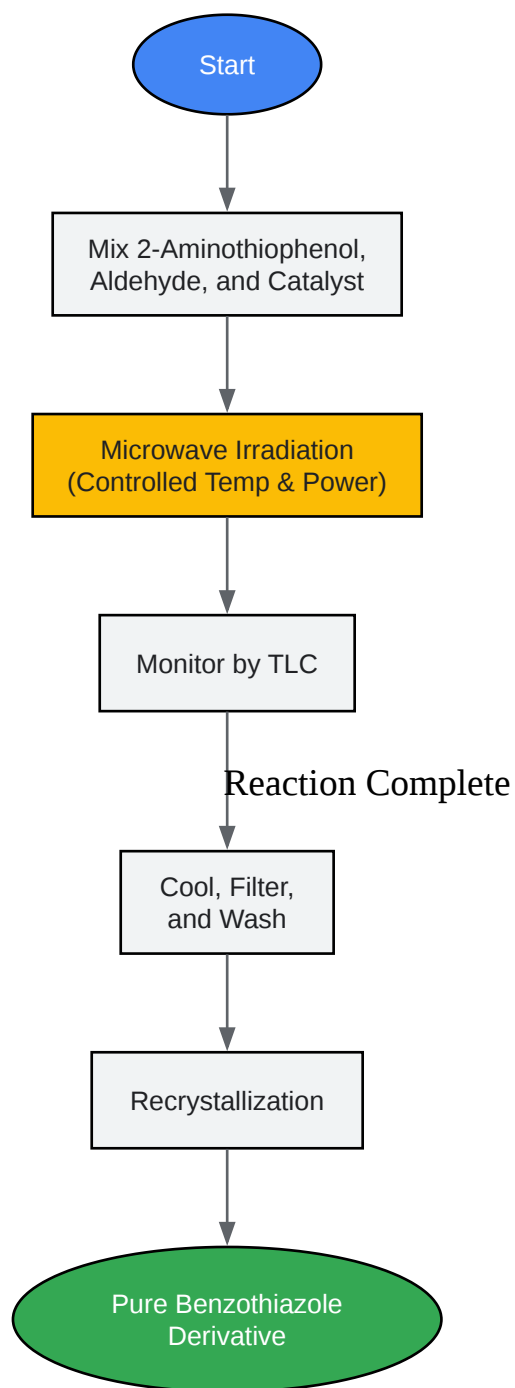 Start
Mix 2-Aminothiophenol,
Aldehyde, and Catalyst
Microwave Irradiation
(Controlled Temp & Power)
Monitor by TLC
Reaction Complete
Cool, Filter,
and Wash
Recrystallization
Pure Benzothiazole
Derivative